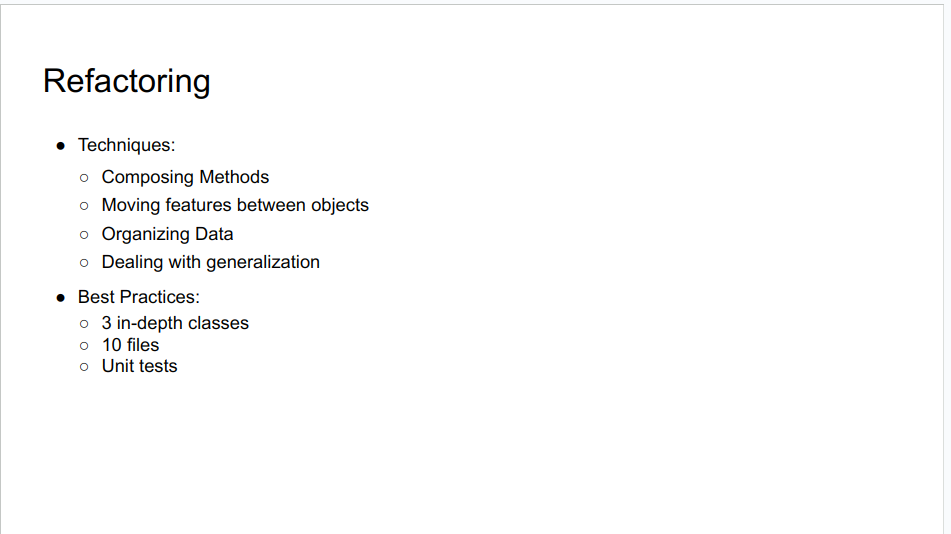 Refactoring
● Techniques:
○ Composing Methods
○ Moving features between objects
○ Organizing Data
○ Dealing with generalization
● Best Practices:
○ 3 in-depth classes
○ 10 files
○ Unit tests